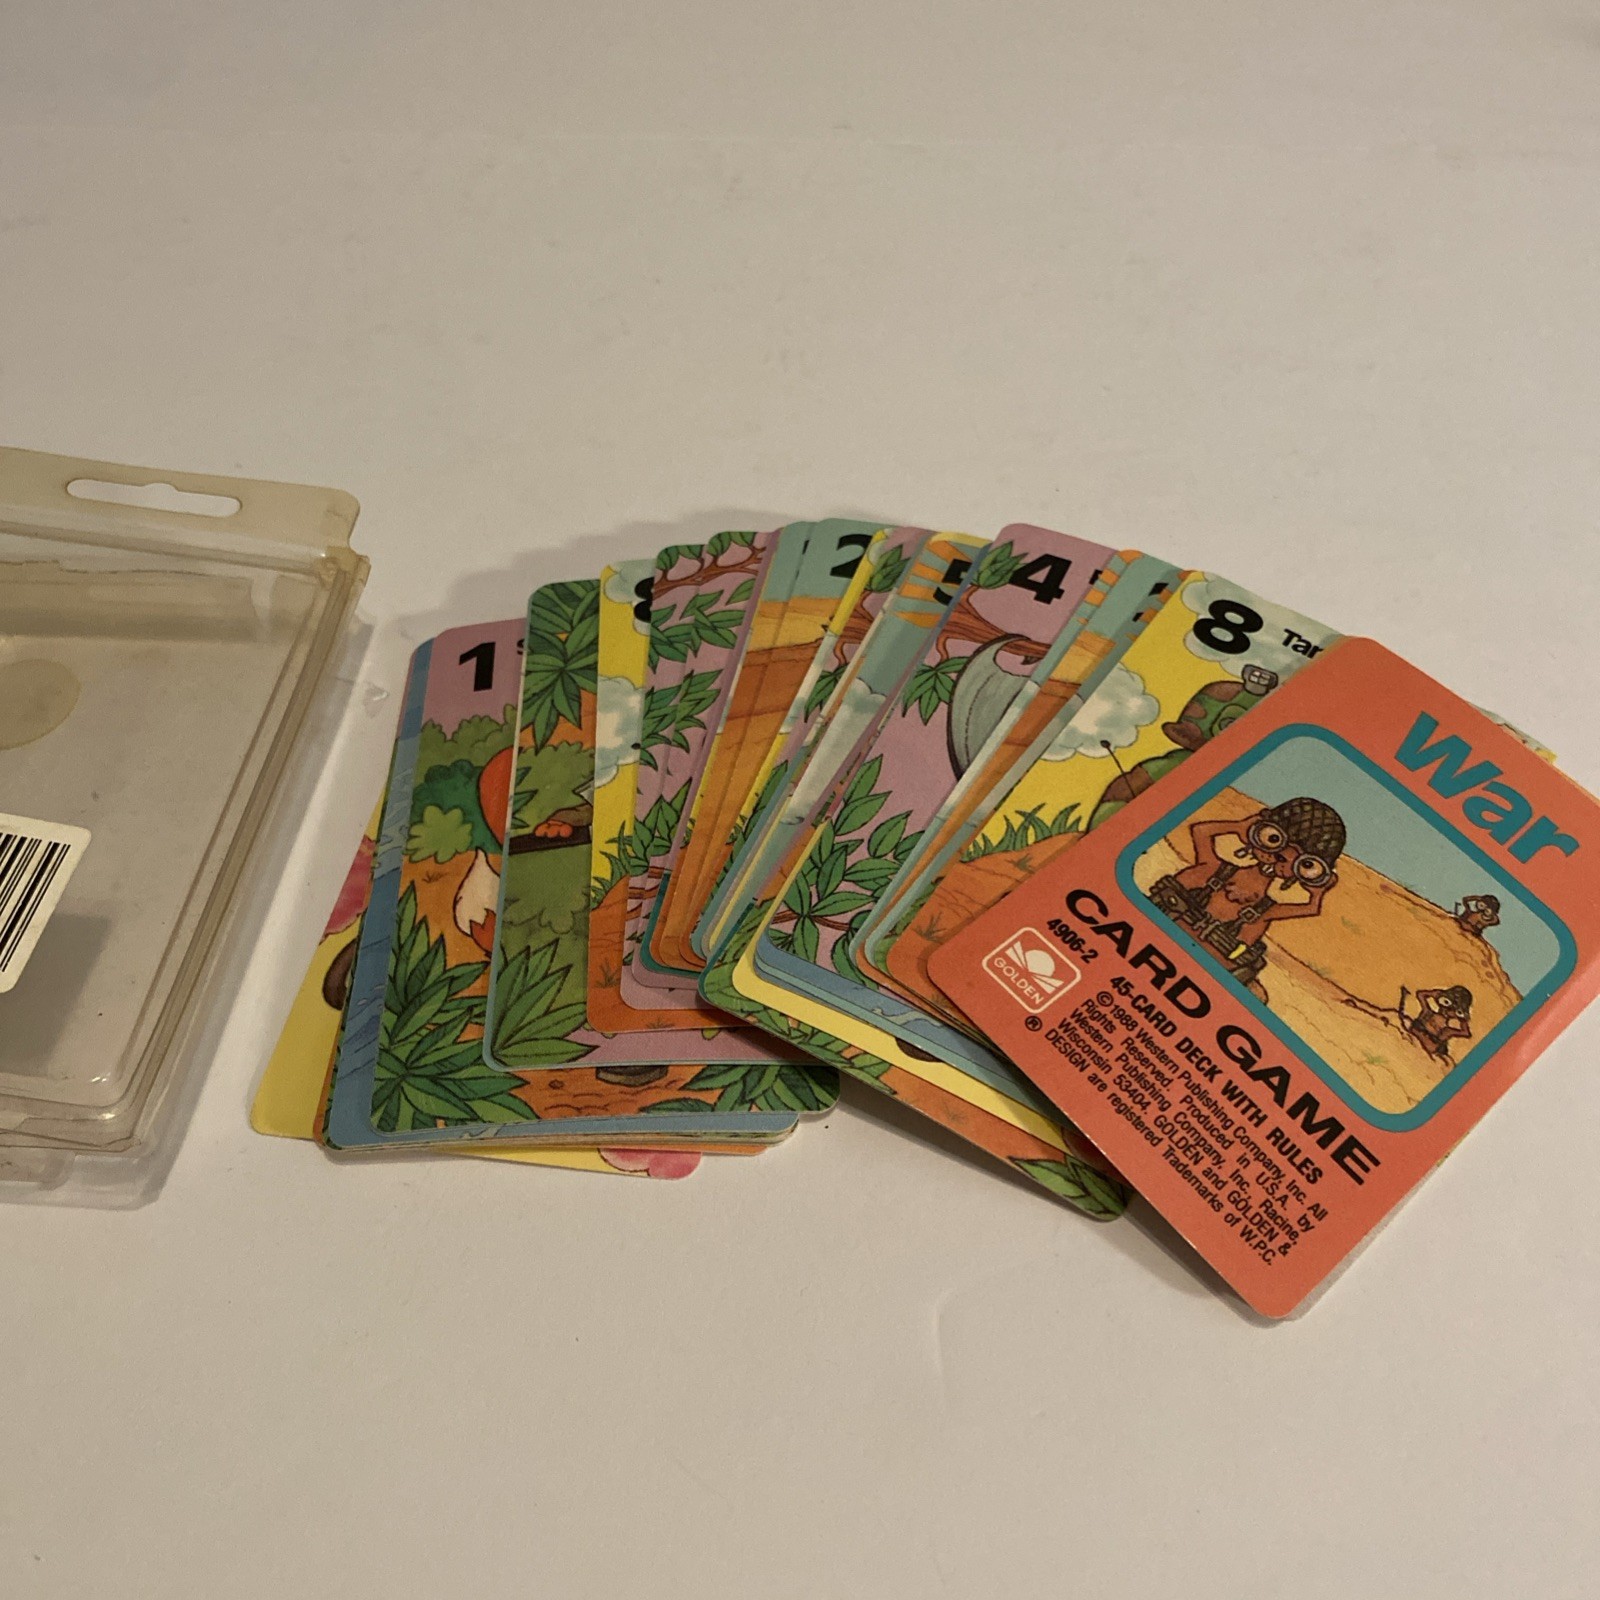 1
8
2
5
4
8
War
CARD GAME
4906-2 45-CARD DECK WITH RULES
©1988 Western Publishing Company, Inc. All
Rights Reserved. Produced in U.S.A. by
Western Publishing Company, Inc., Racine,
Wisconsin 53404. GOLDEN and GOLDEN &
DESIGN are registered Trademarks of W.P.C.
GOLDEN
®